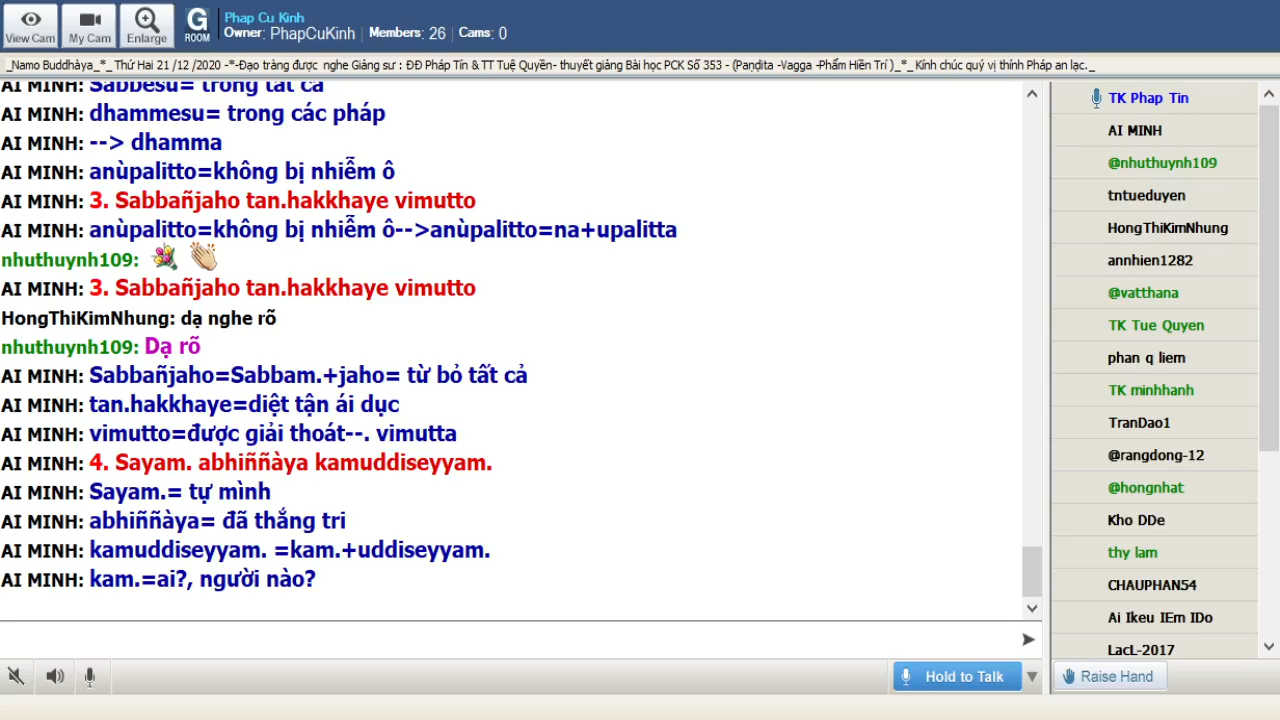 View Cam
My Cam
Enlarge
G
ROOM
Phap Cu Kinh
Owner: PhapCuKinh | Members: 26 | Cams: 0
_Namo Buddhàya_*_ Thứ Hai 21 /12 /2020 -*-Đạo tràng được nghe Giảng sư : ĐĐ Pháp Tín & TT Tuệ Quyền- thuyết giảng Bài học PCK Số 353 - (Paṇḍita -Vagga -Phẩm Hiền Trí )_*_ Kính chúc quý vị thính Pháp an lạc._
AI MINH: Sabbesu= trong tất cả
AI MINH: dhammesu= trong các pháp
AI MINH: --> dhamma
AI MINH: anùpalitto=không bị nhiễm ô
AI MINH: 3. Sabbañjaho tan.hakkhaye vimutto
AI MINH: anùpalitto=không bị nhiễm ô-->anùpalitto=na+upalitta
nhuthuynh109:
AI MINH: 3. Sabbañjaho tan.hakkhaye vimutto
HongThiKimNhung: dạ nghe rõ
nhuthuynh109: Dạ rõ
AI MINH: Sabbañjaho=Sabbam.+jaho= từ bỏ tất cả
AI MINH: tan.hakkhaye=diệt tận ái dục
AI MINH: vimutto=được giải thoát--. vimutta
AI MINH: 4. Sayam. abhiññàya kamuddiseyyam.
AI MINH: Sayam.= tự mình
AI MINH: abhiññàya= đã thắng tri
AI MINH: kamuddiseyyam. =kam.+uddiseyyam.
AI MINH: kam.=ai?, người nào?
TK Phap Tin
AI MINH
@nhuthuynh109
tntueduyen
HongThiKimNhung
annhien1282
@vatthana
TK Tue Quyen
phan q liem
TK minhhanh
TranDao1
@rangdong-12
@hongnhat
Kho DDe
thy lam
CHAUPHAN54
Ai Ikeu IEm IDo
LacL-2017
Hold to Talk
Raise Hand